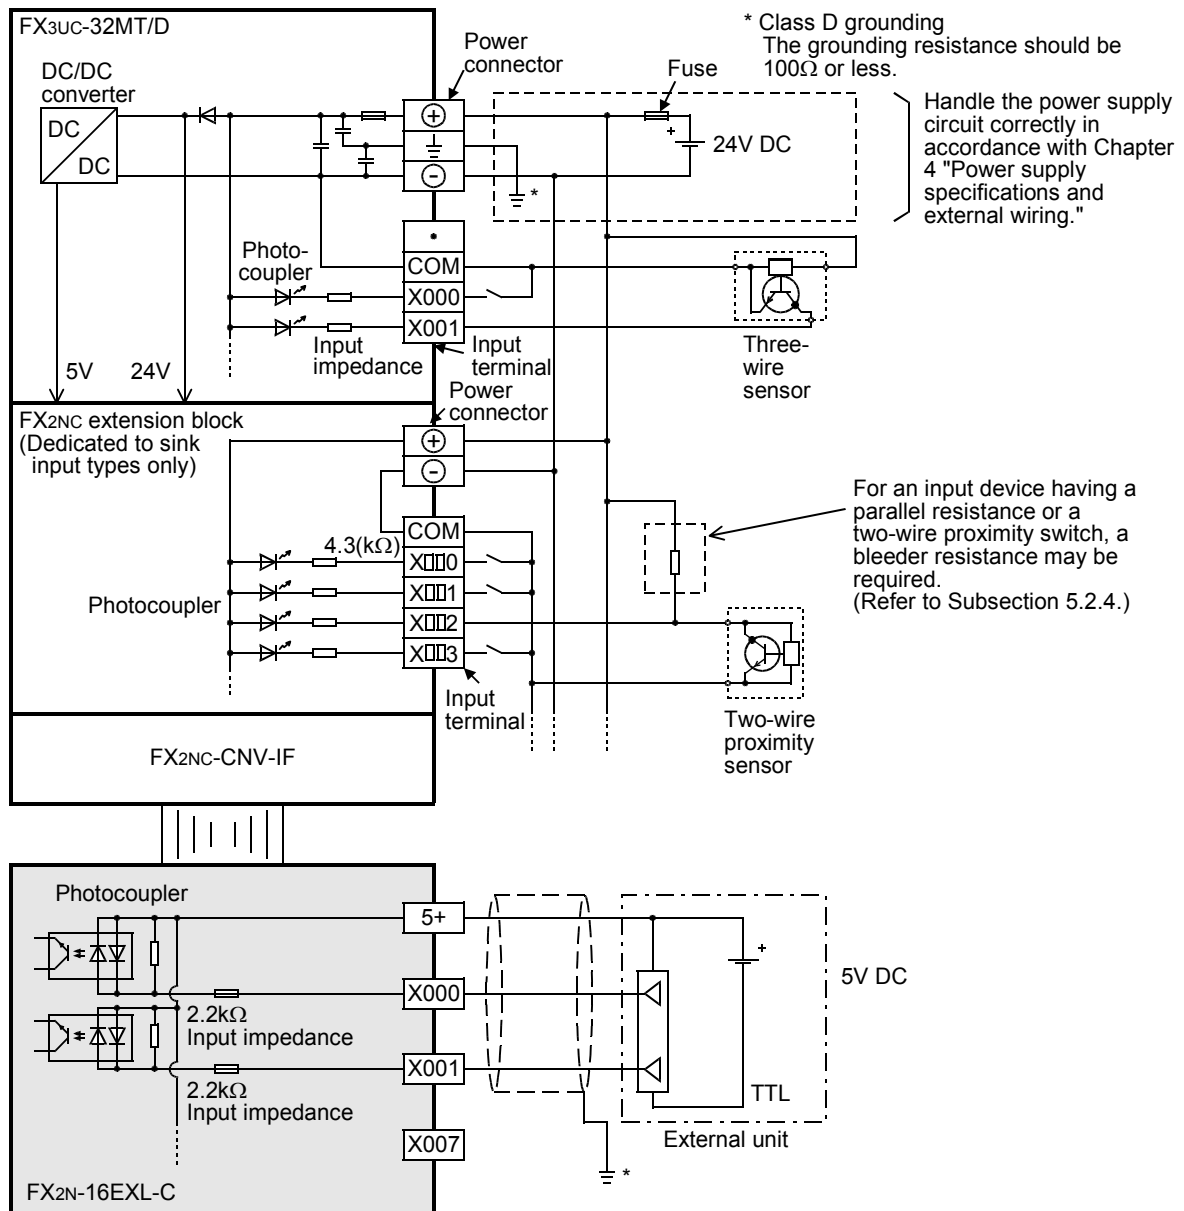 FX3UC-32MT/D
* Class D grounding
The grounding resistance should be
100Ω or less.
Power
connector
Fuse
DC/DC
converter
DC
DC
+
-
24V DC
*
Handle the power supply
circuit correctly in
accordance with Chapter
4 "Power supply
specifications and
external wiring."
•
COM
X000
X001
Photo-
coupler
Input
impedance
Input
terminal
Three-
wire
sensor
5V
24V
Power
connector
FX2NC extension block
(Dedicated to sink
input types only)
+
-
COM
4.3(kΩ)
X▯▯0
X▯▯1
X▯▯2
X▯▯3
Photocoupler
For an input device having a
parallel resistance or a
two-wire proximity switch, a
bleeder resistance may be
required.
(Refer to Subsection 5.2.4.)
Input
terminal
Two-wire
proximity
sensor
FX2NC-CNV-IF
Photocoupler
5+
+
5V DC
X000
2.2kΩ
Input impedance
X001
2.2kΩ
Input impedance
TTL
X007
External unit
*
FX2N-16EXL-C